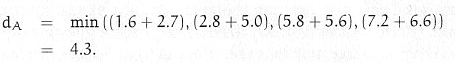 d_A = min ((1.6 + 2.7), (2.8 + 5.0), (5.8 + 5.6), (7.2 + 6.6))
= 4.3.